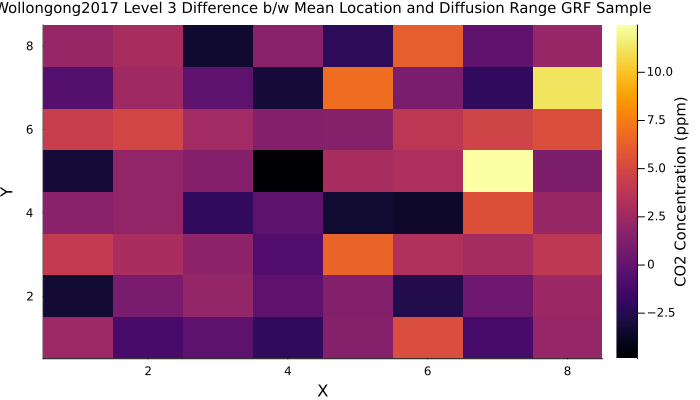 Wollongong2017 Level 3 Difference b/w Mean Location and Diffusion Range GRF Sample
8
6
4
2
Y
2 4 6 8
X
10.0
7.5
5.0
2.5
0
−2.5
CO2 Concentration (ppm)